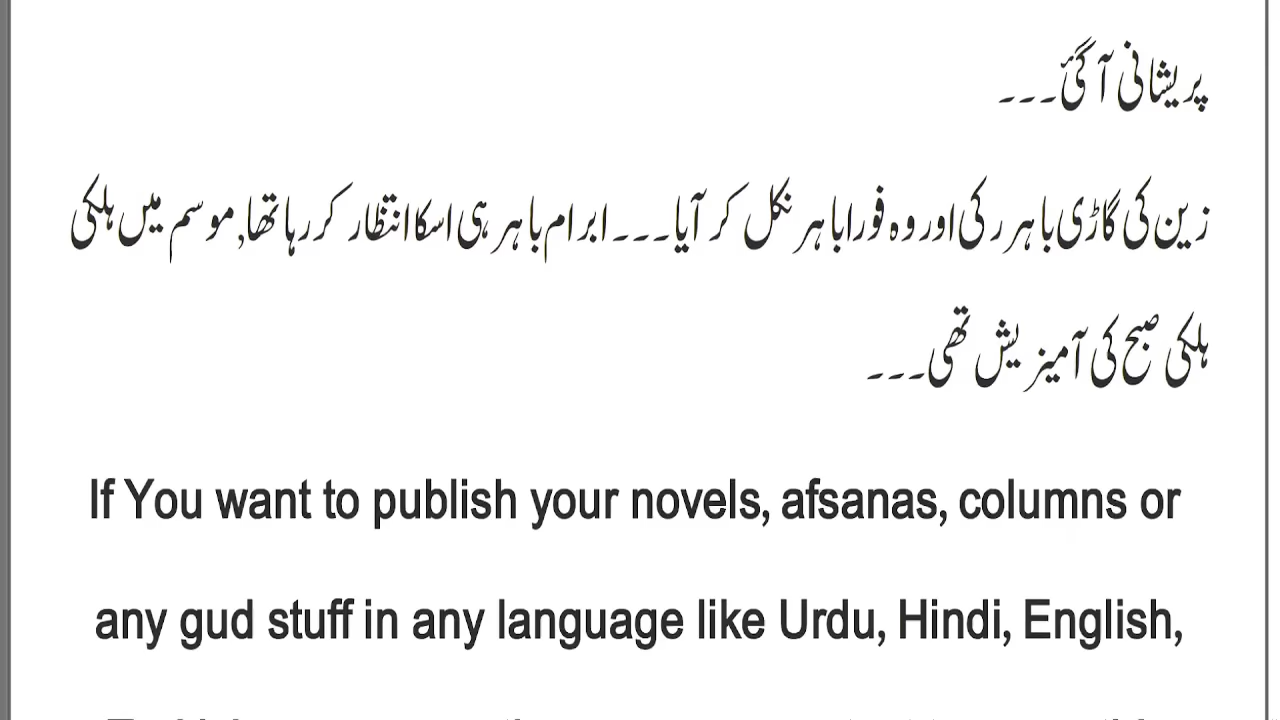 پریشانی آ گئی۔۔۔
زین کی گاڑی باہر رکی اور وہ فورا باہر نکل کر آیا۔۔۔ ابرام باہر ہی اسکا انتظار کر رہا تھا, موسم میں ہلکی
ہلکی صبح کی آمیزیش تھی۔۔۔
If You want to publish your novels, afsanas, columns or
any gud stuff in any language like Urdu, Hindi, English,